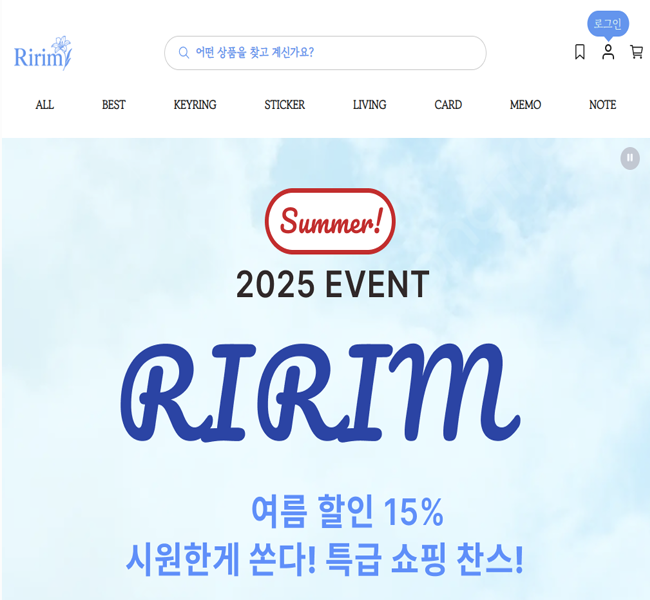 로그인
Ririm
어떤 상품을 찾고 계신가요?
ALL BEST KEYRING STICKER LIVING CARD MEMO NOTE
Summer!
2025 EVENT
RIRIM
여름 할인 15%
시원한게 쏜다! 특급 쇼핑 찬스!